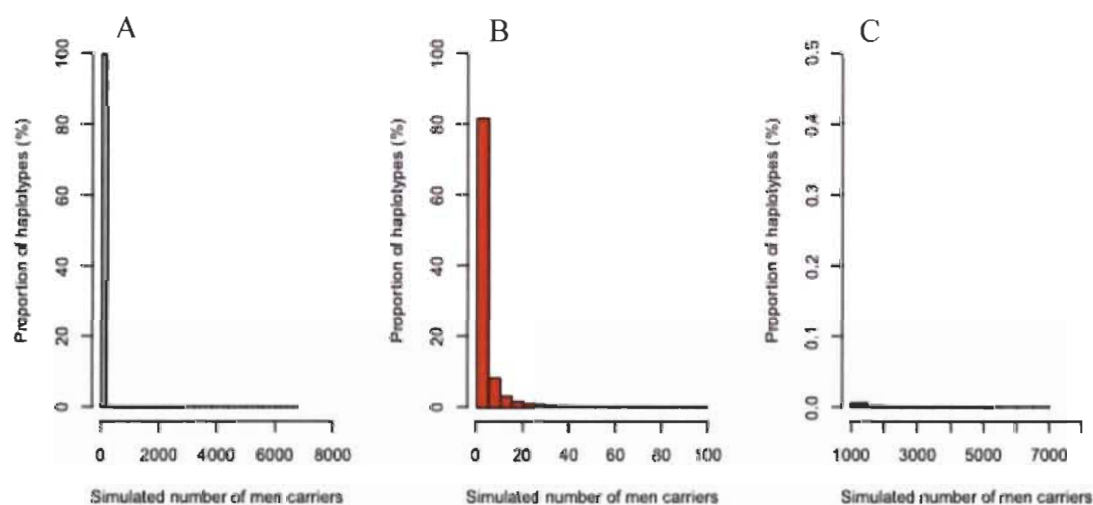 A
B
C
Proportion of haplotypes (%)
100
80
60
40
20
0
0 2000 4000 6000 8000
Simulated number of men carriers
Proportion of haplotypes (%)
100
80
60
40
20
0
0 20 40 60 80 100
Simulated number of men carriers
Proportion of haplotypes (%)
0.5
0.4
0.3
0.2
0.1
0.0
1000 3000 5000 7000
Simulated number of men carriers